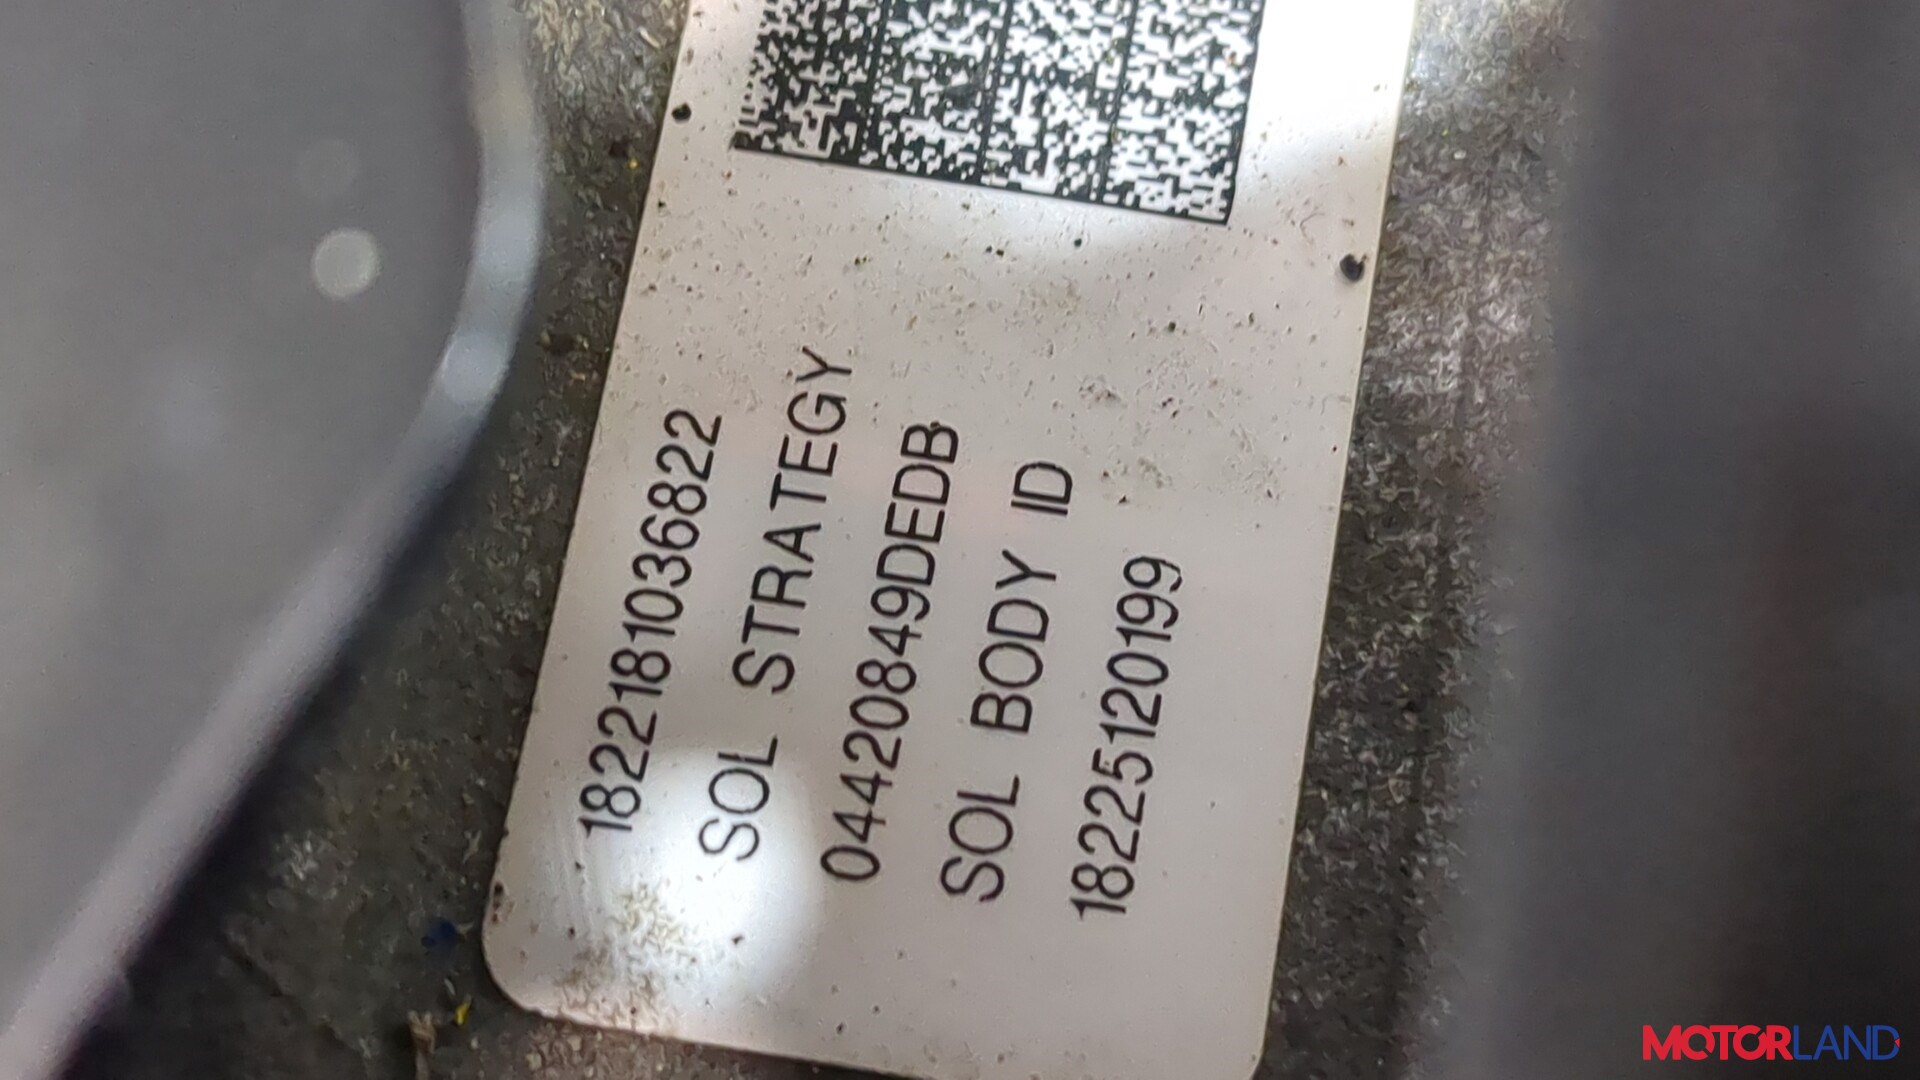 1822181036822
SOL STRATEGY
04420849DEDB
SOL BODY ID
18225120199
MOTORLAND